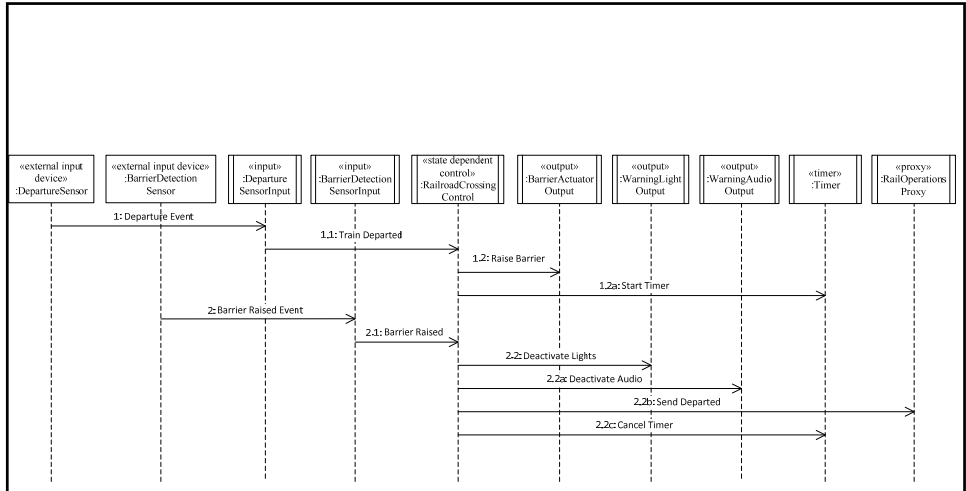 «external input
device»
:DepartureSensor
«external input device»
:BarrierDetection
Sensor
«input»
:Departure
SensorInput
«input»
:BarrierDetection
SensorInput
«state dependent
control»
:RailroadCrossing
Control
«output»
:BarrierActuator
Output
«output»
:WarningLight
Output
«output»
:WarningAudio
Output
«timer»
:Timer
«proxy»
:RailOperations
Proxy
1: Departure Event
1.1: Train Departed
1.2: Raise Barrier
1.2a: Start Timer
2: Barrier Raised Event
2.1: Barrier Raised
2.2: Deactivate Lights
2.2a: Deactivate Audio
2.2b: Send Departed
2.2c: Cancel Timer